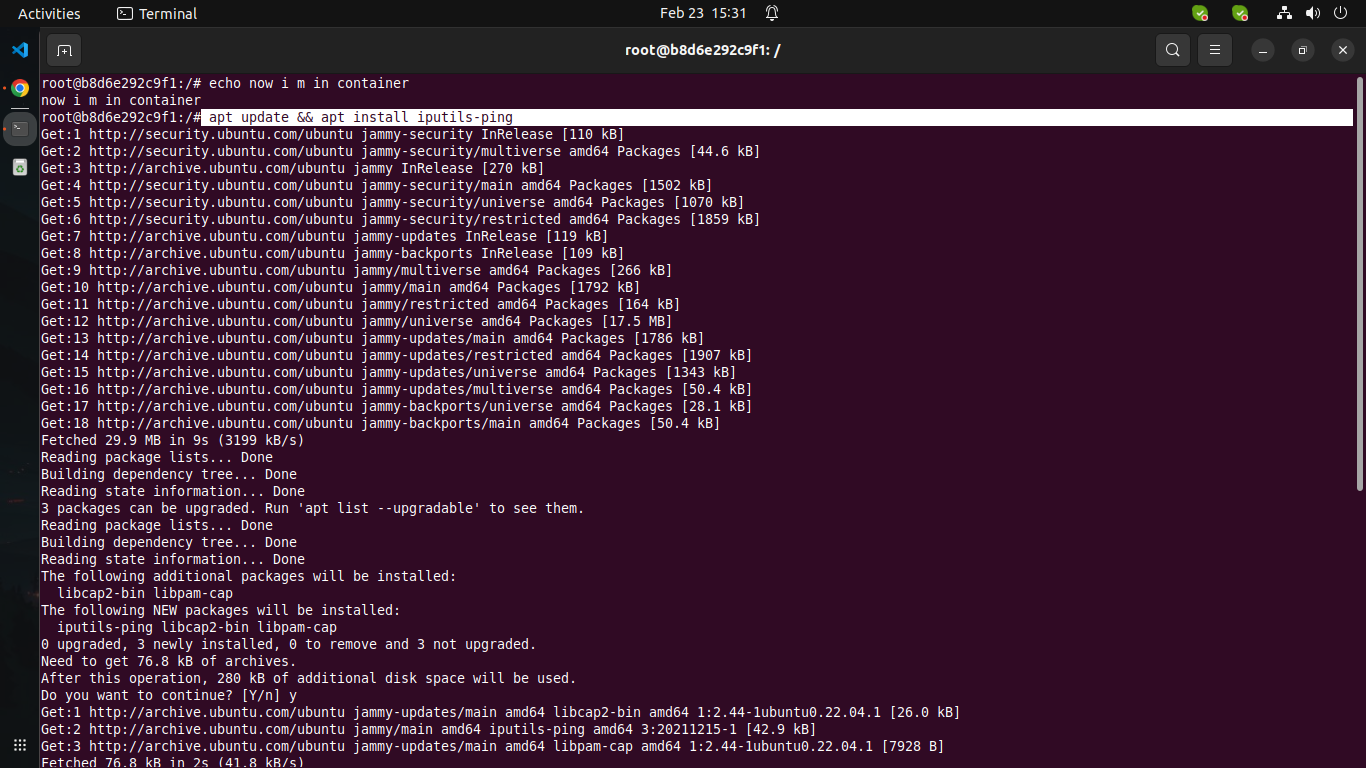 Activities Terminal Feb 23 15:31
root@b8d6e292c9f1: /
root@b8d6e292c9f1:/# echo now i m in container
now i m in container
root@b8d6e292c9f1:/# apt update && apt install iputils-ping
Get:1 http://security.ubuntu.com/ubuntu jammy-security InRelease [110 kB]
Get:2 http://security.ubuntu.com/ubuntu jammy-security/multiverse amd64 Packages [44.6 kB]
Get:3 http://archive.ubuntu.com/ubuntu jammy InRelease [270 kB]
Get:4 http://security.ubuntu.com/ubuntu jammy-security/main amd64 Packages [1502 kB]
Get:5 http://security.ubuntu.com/ubuntu jammy-security/universe amd64 Packages [1070 kB]
Get:6 http://security.ubuntu.com/ubuntu jammy-security/restricted amd64 Packages [1859 kB]
Get:7 http://archive.ubuntu.com/ubuntu jammy-updates InRelease [119 kB]
Get:8 http://archive.ubuntu.com/ubuntu jammy-backports InRelease [109 kB]
Get:9 http://archive.ubuntu.com/ubuntu jammy/multiverse amd64 Packages [266 kB]
Get:10 http://archive.ubuntu.com/ubuntu jammy/main amd64 Packages [1792 kB]
Get:11 http://archive.ubuntu.com/ubuntu jammy/restricted amd64 Packages [164 kB]
Get:12 http://archive.ubuntu.com/ubuntu jammy/universe amd64 Packages [17.5 MB]
Get:13 http://archive.ubuntu.com/ubuntu jammy-updates/main amd64 Packages [1786 kB]
Get:14 http://archive.ubuntu.com/ubuntu jammy-updates/restricted amd64 Packages [1907 kB]
Get:15 http://archive.ubuntu.com/ubuntu jammy-updates/universe amd64 Packages [1343 kB]
Get:16 http://archive.ubuntu.com/ubuntu jammy-updates/multiverse amd64 Packages [50.4 kB]
Get:17 http://archive.ubuntu.com/ubuntu jammy-backports/universe amd64 Packages [28.1 kB]
Get:18 http://archive.ubuntu.com/ubuntu jammy-backports/main amd64 Packages [50.4 kB]
Fetched 29.9 MB in 9s (3199 kB/s)
Reading package lists... Done
Building dependency tree... Done
Reading state information... Done
3 packages can be upgraded. Run 'apt list --upgradable' to see them.
Reading package lists... Done
Building dependency tree... Done
Reading state information... Done
The following additional packages will be installed:
  libcap2-bin libpam-cap
The following NEW packages will be installed:
  iputils-ping libcap2-bin libpam-cap
0 upgraded, 3 newly installed, 0 to remove and 3 not upgraded.
Need to get 76.8 kB of archives.
After this operation, 280 kB of additional disk space will be used.
Do you want to continue? [Y/n] y
Get:1 http://archive.ubuntu.com/ubuntu jammy-updates/main amd64 libcap2-bin amd64 1:2.44-1ubuntu0.22.04.1 [26.0 kB]
Get:2 http://archive.ubuntu.com/ubuntu jammy/main amd64 iputils-ping amd64 3:20211215-1 [42.9 kB]
Get:3 http://archive.ubuntu.com/ubuntu jammy-updates/main amd64 libpam-cap amd64 1:2.44-1ubuntu0.22.04.1 [7928 B]
Fetched 76.8 kB in 2s (41.8 kB/s)